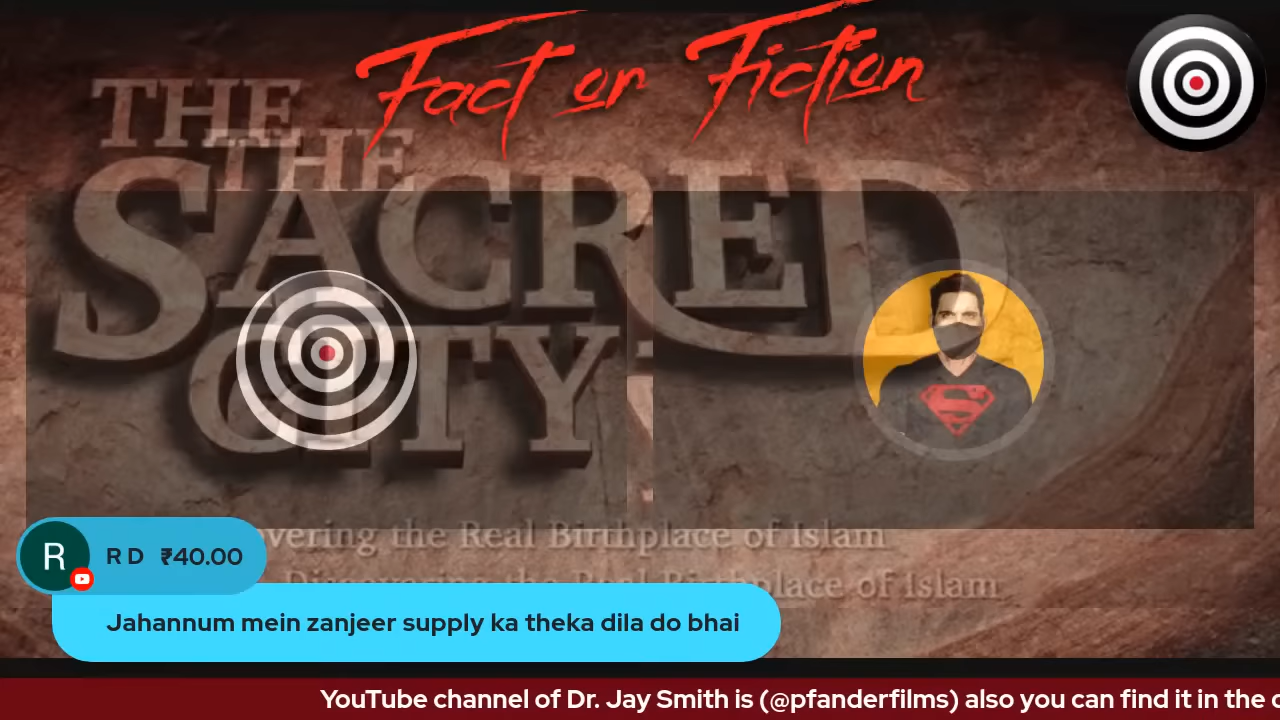 Fact or Fiction
THE
THE
SACRED
CITY
overing the Real Birthplace of Islam
Discovering the Real Birthplace of Islam
R
R D ₹40.00
Jahannum mein zanjeer supply ka theka dila do bhai
YouTube channel of Dr. Jay Smith is (@pfanderfilms) also you can find it in the